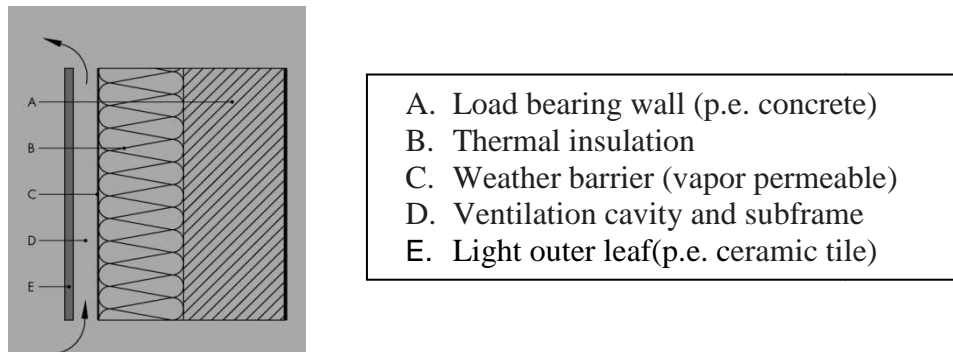 A
B
C
D
E
A. Load bearing wall (p.e. concrete)
B. Thermal insulation
C. Weather barrier (vapor permeable)
D. Ventilation cavity and subframe
E. Light outer leaf(p.e. ceramic tile)